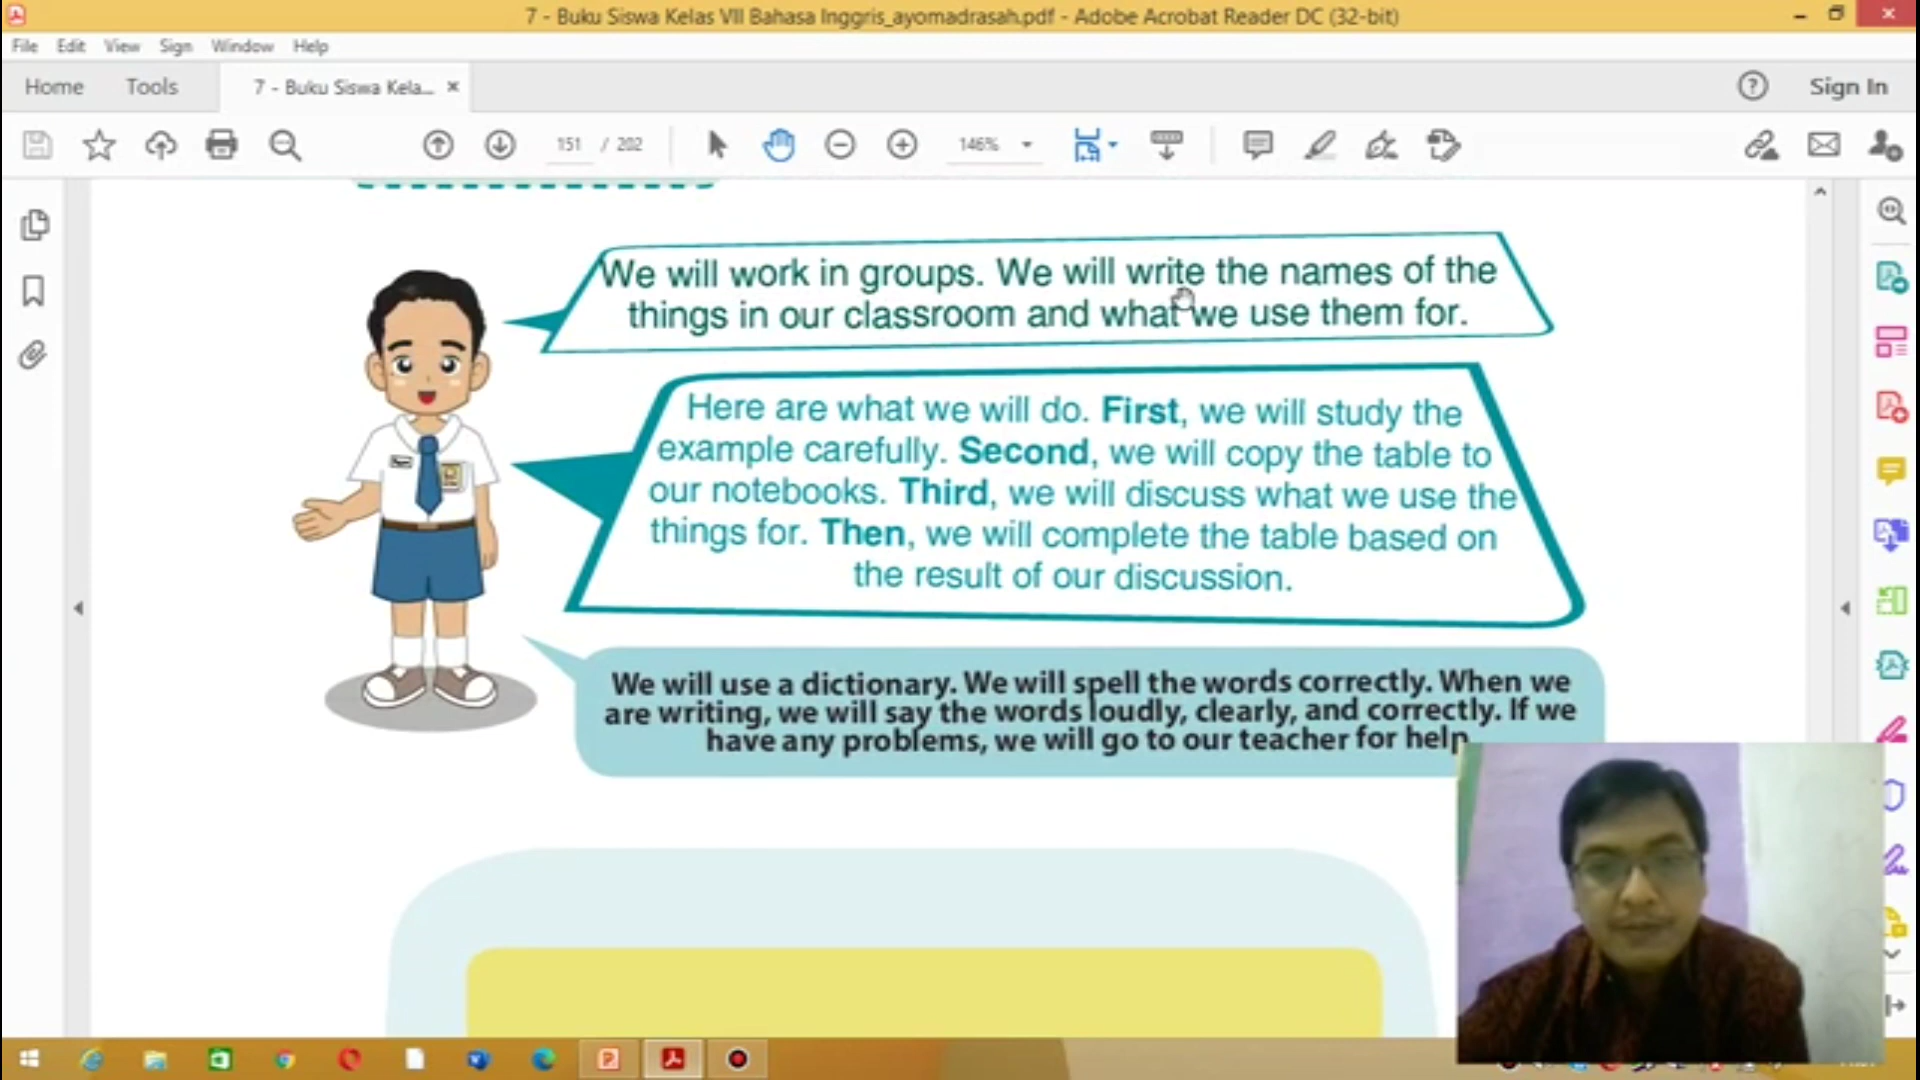 7 - Buku Siswa Kelas VII Bahasa Inggris_ayomadrasah.pdf - Adobe Acrobat Reader DC (32-bit)
File Edit View Sign Window Help
Home Tools 7 - Buku Siswa Kela... × Sign In
151 / 202 146%
We will work in groups. We will write the names of the
things in our classroom and what we use them for.
Here are what we will do. First, we will study the
example carefully. Second, we will copy the table to
our notebooks. Third, we will discuss what we use the
things for. Then, we will complete the table based on
the result of our discussion.
We will use a dictionary. We will spell the words correctly. When we
are writing, we will say the words loudly, clearly, and correctly. If we
have any problems, we will go to our teacher for help